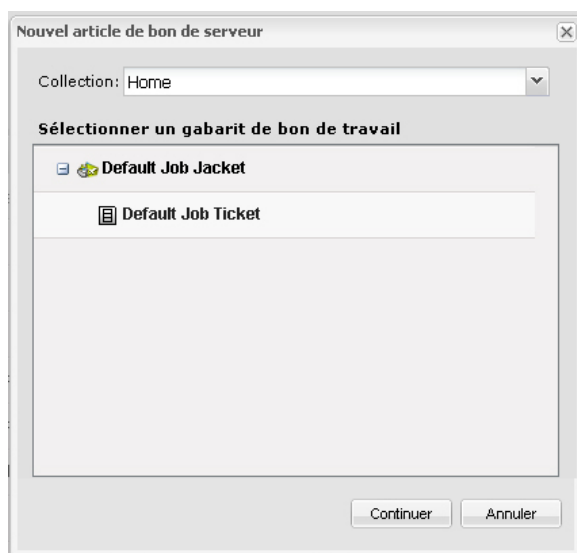 Nouvel article de bon de serveur
Collection: Home
Sélectionner un gabarit de bon de travail
Default Job Jacket
Default Job Ticket
Continuer Annuler